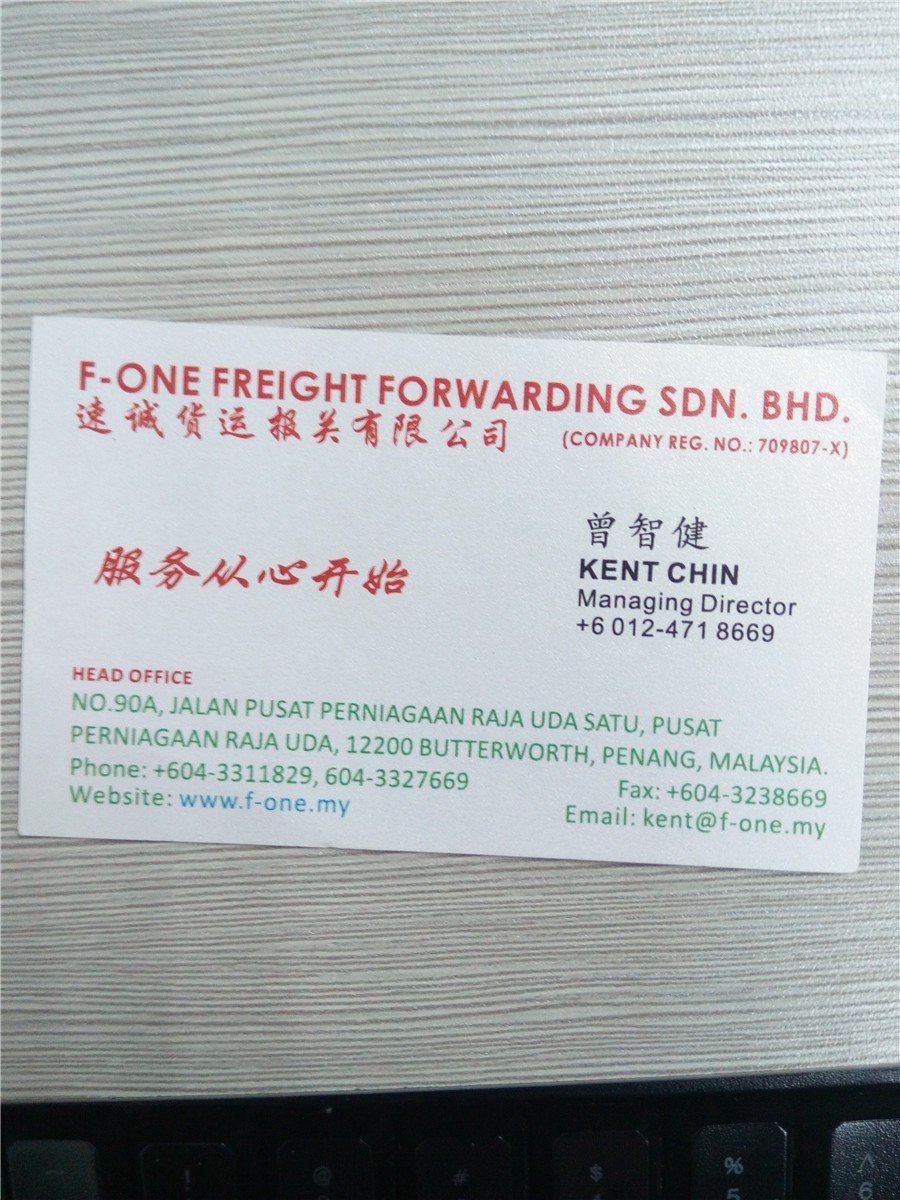 F-ONE FREIGHT FORWARDING SDN. BHD.
速诚货运报关有限公司
(COMPANY REG. NO.: 709807-X)
曾智健
服务从心开始
KENT CHIN
Managing Director
+6 012-471 8669
HEAD OFFICE
NO.90A, JALAN PUSAT PERNIAGAAN RAJA UDA SATU, PUSAT
PERNIAGAAN RAJA UDA, 12200 BUTTERWORTH, PENANG, MALAYSIA.
Phone: +604-3311829, 604-3327669
Fax: +604-3238669
Website: www.f-one.my
Email: kent@f-one.my
~
!
@
#
$
%
^
6